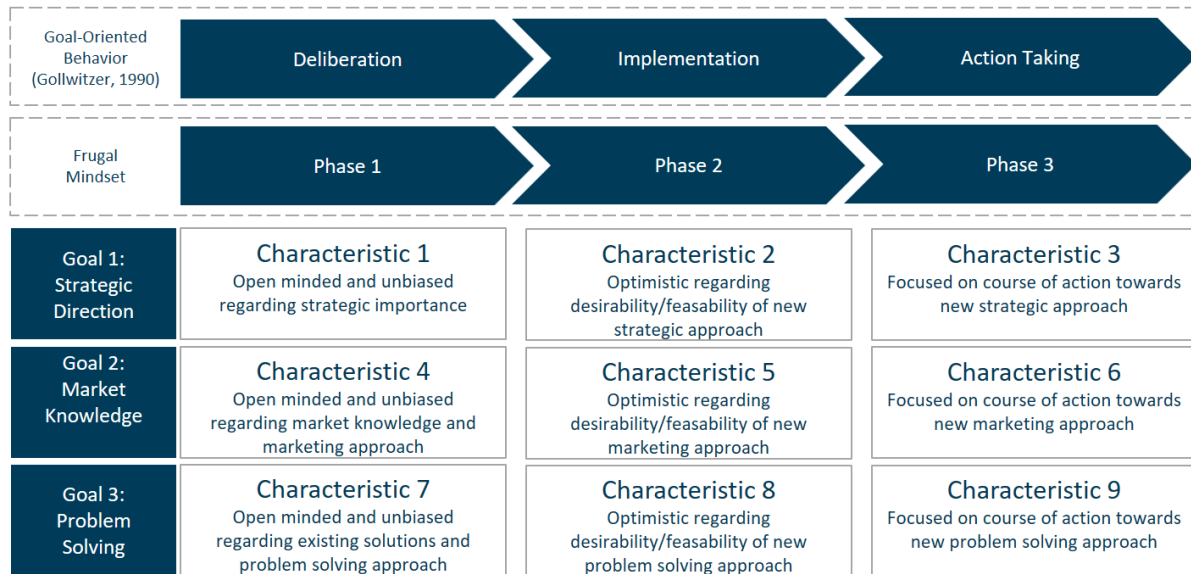 Goal-Oriented
Behavior
(Gollwitzer, 1990)
Deliberation
Implementation
Action Taking
Frugal
Mindset
Phase 1
Phase 2
Phase 3
Goal 1:
Strategic
Direction
Characteristic 1
Open minded and unbiased
regarding strategic importance
Characteristic 2
Optimistic regarding
desirability/feasability of new
strategic approach
Characteristic 3
Focused on course of action towards
new strategic approach
Goal 2:
Market
Knowledge
Characteristic 4
Open minded and unbiased
regarding market knowledge and
marketing approach
Characteristic 5
Optimistic regarding
desirability/feasability of new
marketing approach
Characteristic 6
Focused on course of action towards
new marketing approach
Goal 3:
Problem
Solving
Characteristic 7
Open minded and unbiased
regarding existing solutions and
problem solving approach
Characteristic 8
Optimistic regarding
desirability/feasability of new
problem solving approach
Characteristic 9
Focused on course of action towards
new problem solving approach